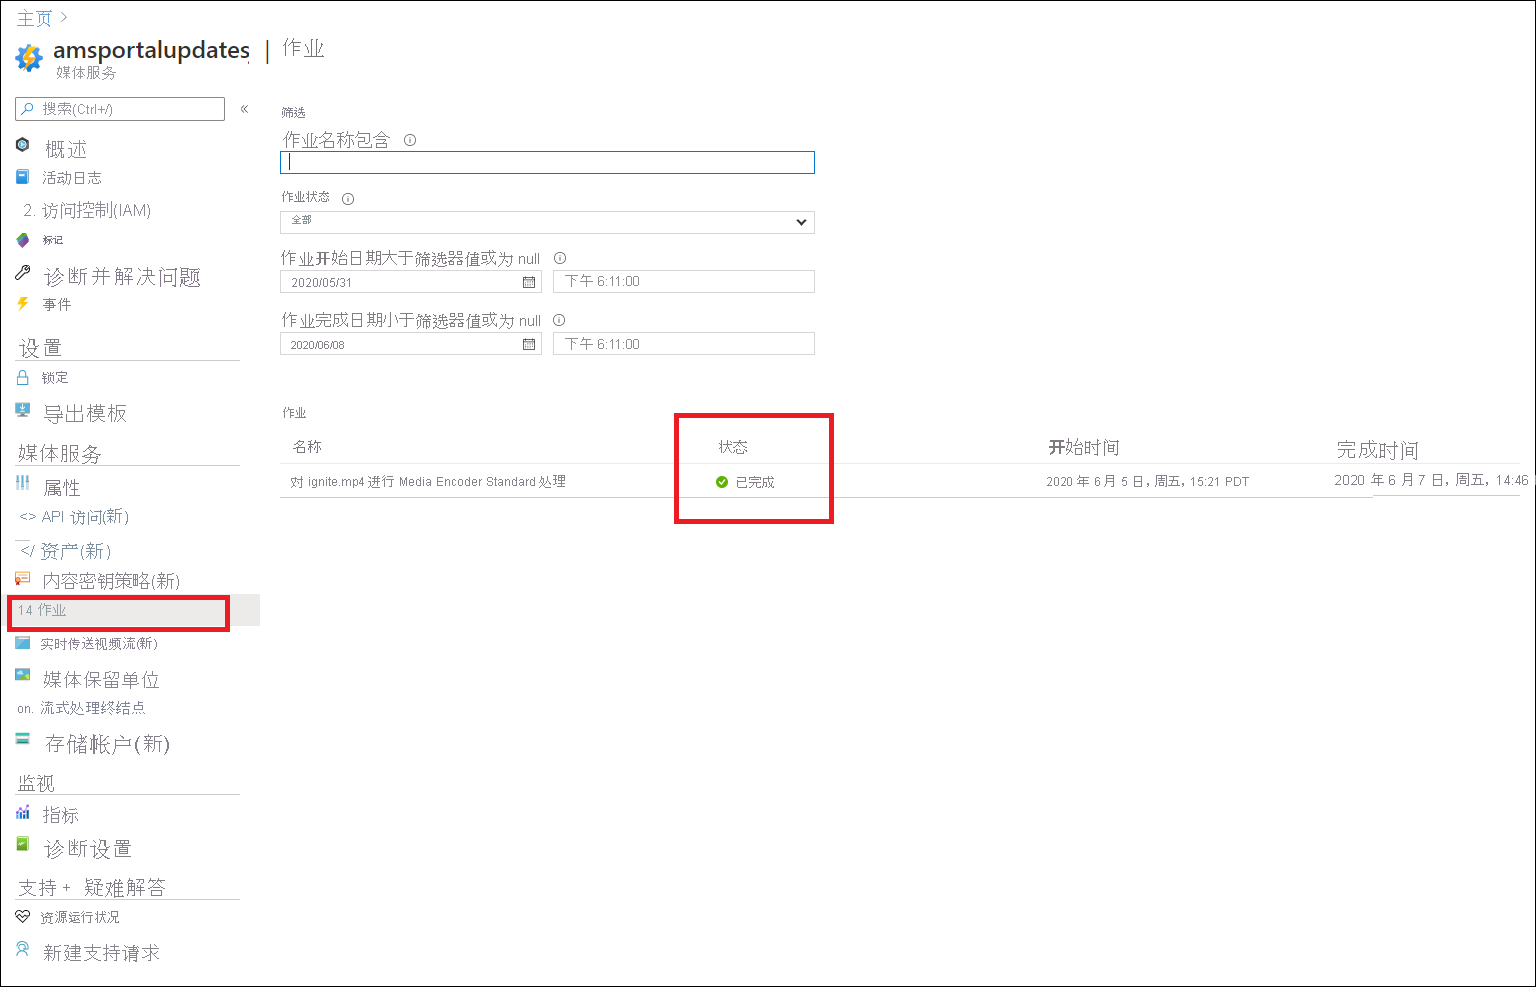 主页 >
amsportalupdates | 作业
媒体服务
搜索(Ctrl+/) «
概述
活动日志
2. 访问控制(IAM)
标记
诊断并解决问题
事件
设置
锁定
导出模板
媒体服务
属性
<> API 访问(新)
</ 资产(新)
内容密钥策略(新)
14 作业
实时传送视频流(新)
媒体保留单位
on. 流式处理终结点
存储帐户(新)
监视
指标
诊断设置
支持 + 疑难解答
资源运行状况
新建支持请求
筛选
作业名称包含
作业状态
全部
作业开始日期大于筛选器值或为 null
2020/05/31 下午 6:11:00
作业完成日期小于筛选器值或为 null
2020/06/08 下午 6:11:00
作业
名称 状态 开始时间 完成时间
对 ignite.mp4 进行 Media Encoder Standard 处理 已完成 2020 年 6 月 5 日, 周五, 15:21 PDT 2020 年 6 月 7 日, 周五, 14:46